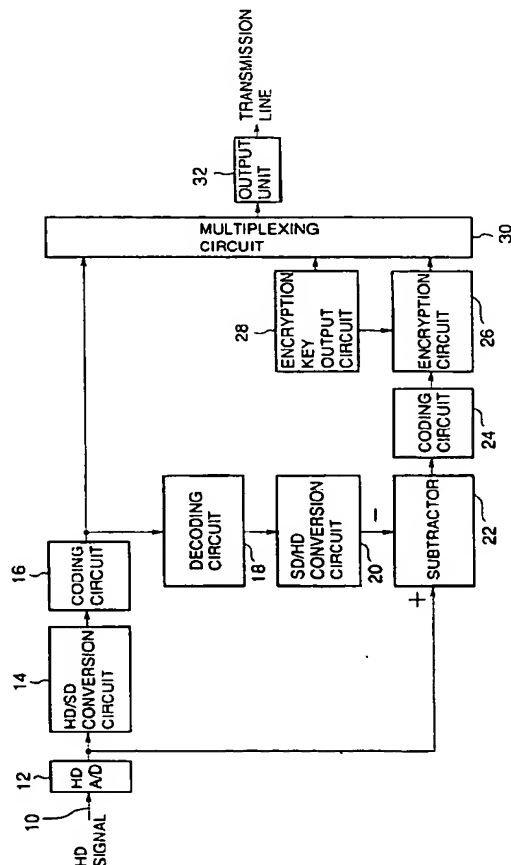 HD
SIGNAL
10
12
HD
A/D
14
HD/SD
CONVERSION
CIRCUIT
16
CODING
CIRCUIT
DECODING
CIRCUIT
18
SD/HD
CONVERSION
CIRCUIT
20
−
+
SUBTRACTOR
22
CODING
CIRCUIT
24
28
ENCRYPTION
KEY
OUTPUT
CIRCUIT
ENCRYPTION
CIRCUIT
26
MULTIPLEXING
CIRCUIT
30
32
OUTPUT
UNIT
TRANSMISSION
LINE